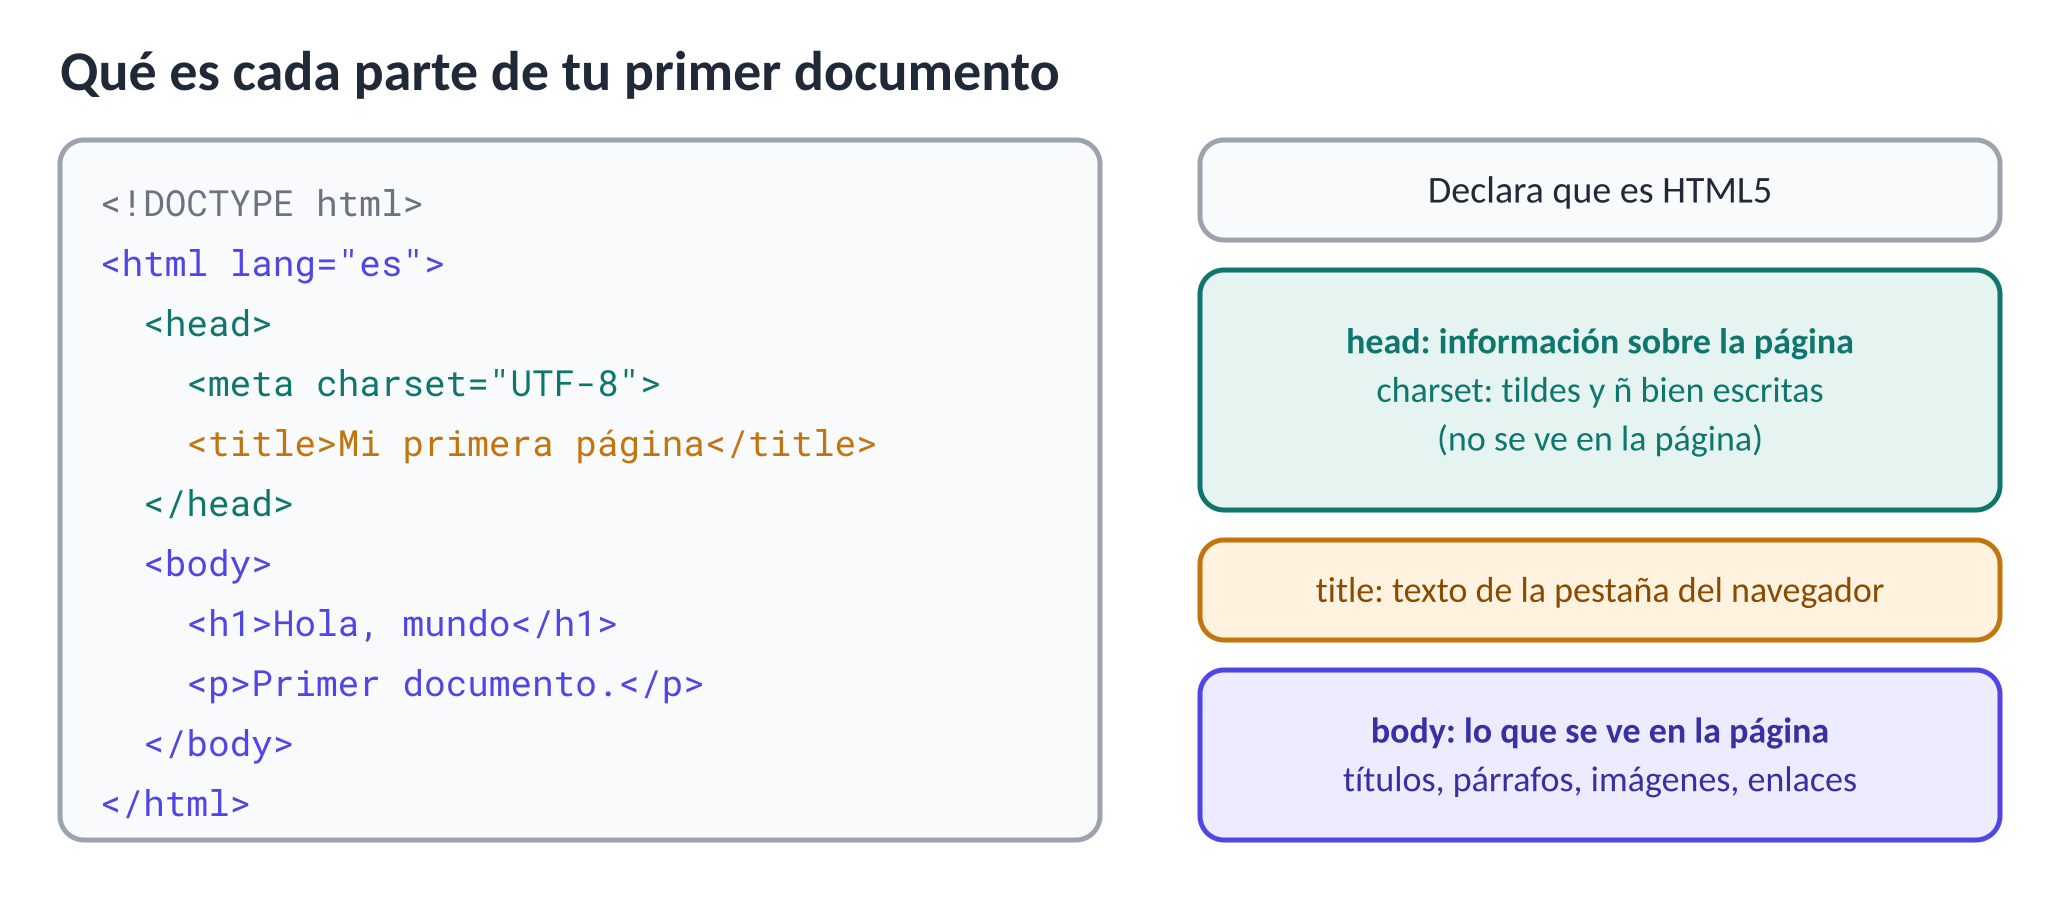 Qué es cada parte de tu primer documento
<!DOCTYPE html>
<html lang="es">
<head>
<meta charset="UTF-8">
<title>Mi primera página</title>
</head>
<body>
<h1>Hola, mundo</h1>
<p>Primer documento.</p>
</body>
</html>
Declara que es HTML5
head: información sobre la página
charset: tildes y ñ bien escritas
(no se ve en la página)
title: texto de la pestaña del navegador
body: lo que se ve en la página
títulos, párrafos, imágenes, enlaces